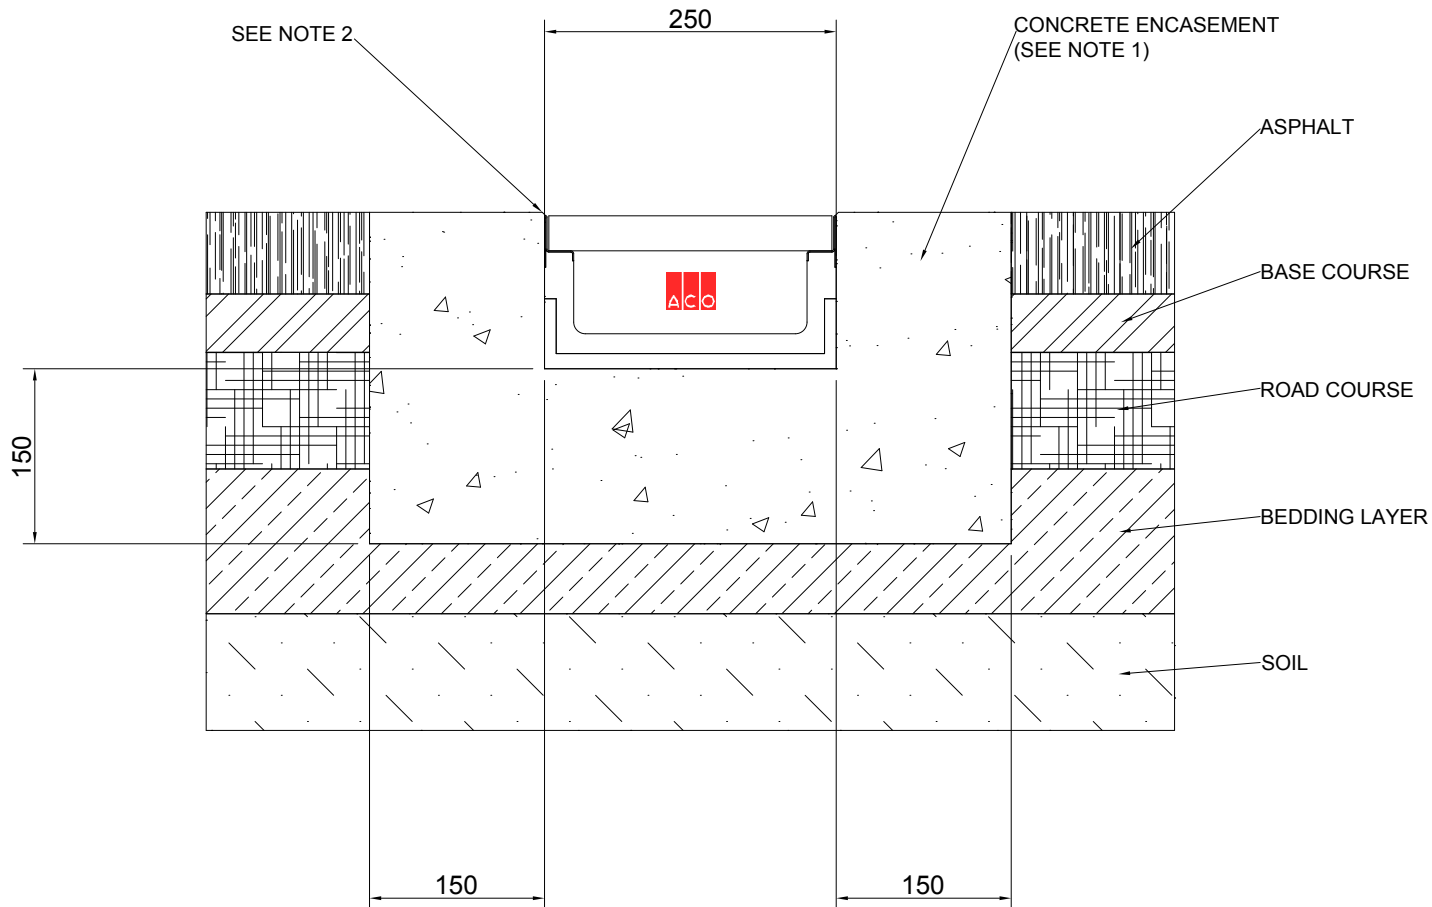 250
SEE NOTE 2
CONCRETE ENCASEMENT
(SEE NOTE 1)
ASPHALT
BASE COURSE
ACO
ROAD COURSE
150
BEDDING LAYER
SOIL
150
150